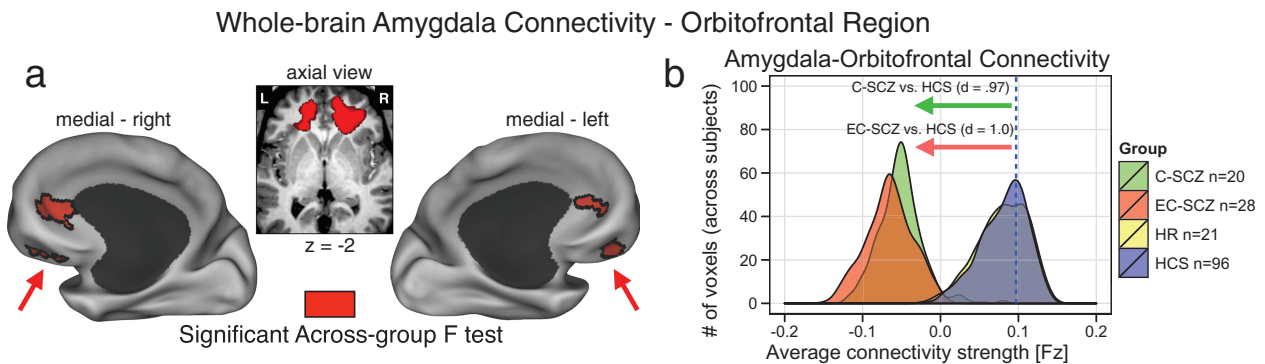 Whole-brain Amygdala Connectivity - Orbitofrontal Region
a
axial view
L
R
medial - right
medial - left
z = -2
Significant Across-group F test
b
Amygdala-Orbitofrontal Connectivity
C-SCZ vs. HCS (d = .97)
EC-SCZ vs. HCS (d = 1.0)
# of voxels (across subjects)
100
80
60
40
20
0
-0.2
-0.1
0.0
0.1
0.2
Average connectivity strength [Fz]
Group
C-SCZ n=20
EC-SCZ n=28
HR n=21
HCS n=96